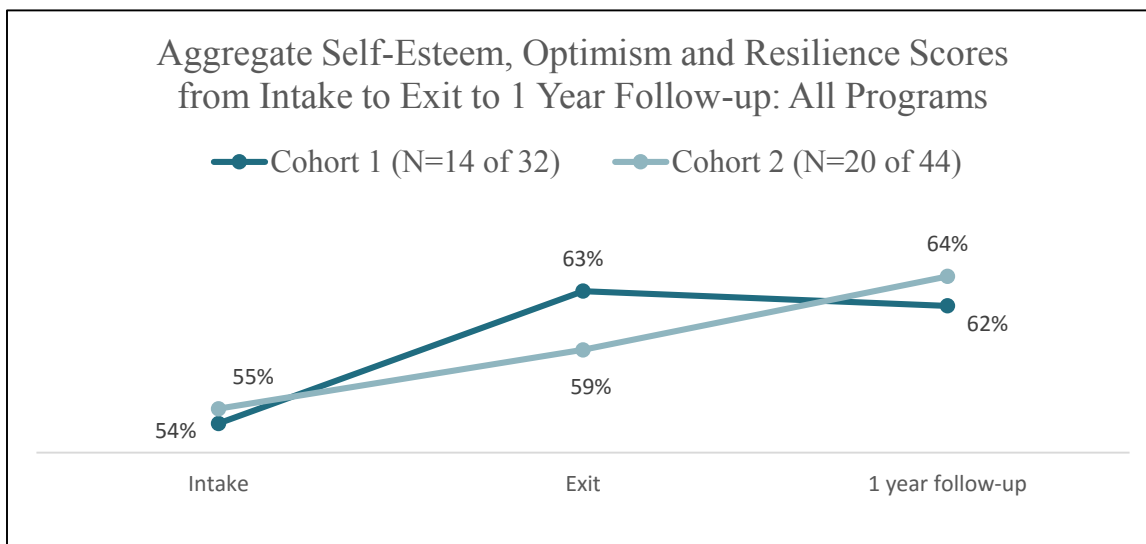 Aggregate Self-Esteem, Optimism and Resilience Scores
from Intake to Exit to 1 Year Follow-up: All Programs
Cohort 1 (N=14 of 32) Cohort 2 (N=20 of 44)
64%
63%
62%
59%
55%
54%
Intake Exit 1 year follow-up